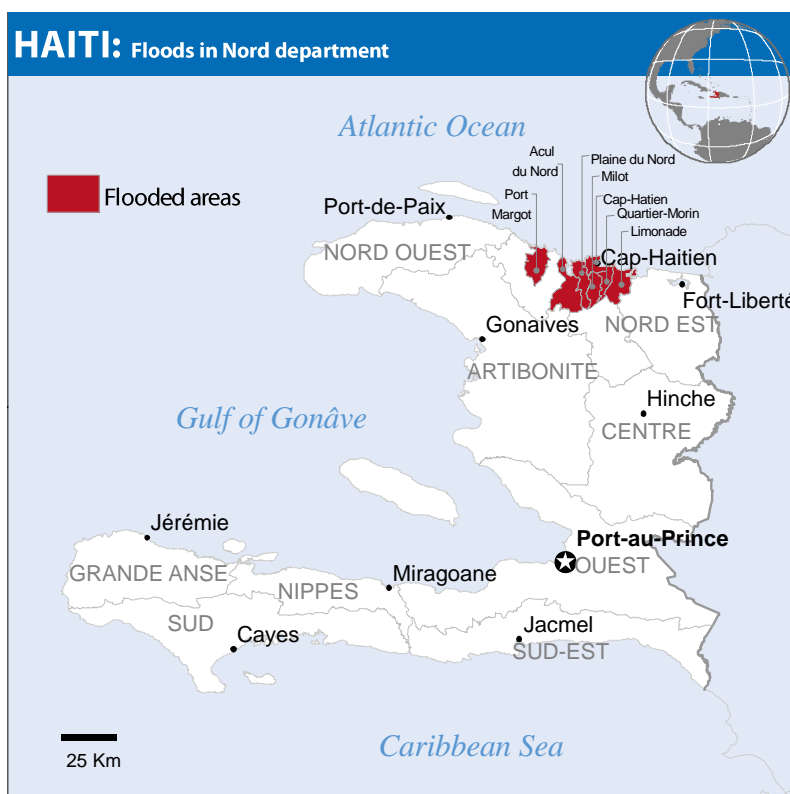 HAITI: Floods in Nord department
Atlantic Ocean
Acul
du Nord
Plaine du Nord
Milot
Port
Margot
Cap-Hatien
Quartier-Morin
Limonade
Flooded areas
Port-de-Paix
NORD OUEST
Cap-Haitien
Fort-Liberté
Gonaives
NORD EST
ARTIBONITE
Hinche
Gulf of Gonâve
CENTRE
Jérémie
Port-au-Prince
GRANDE ANSE
Miragoane
OUEST
NIPPES
SUD
Cayes
Jacmel
SUD-EST
Caribbean Sea
25 Km